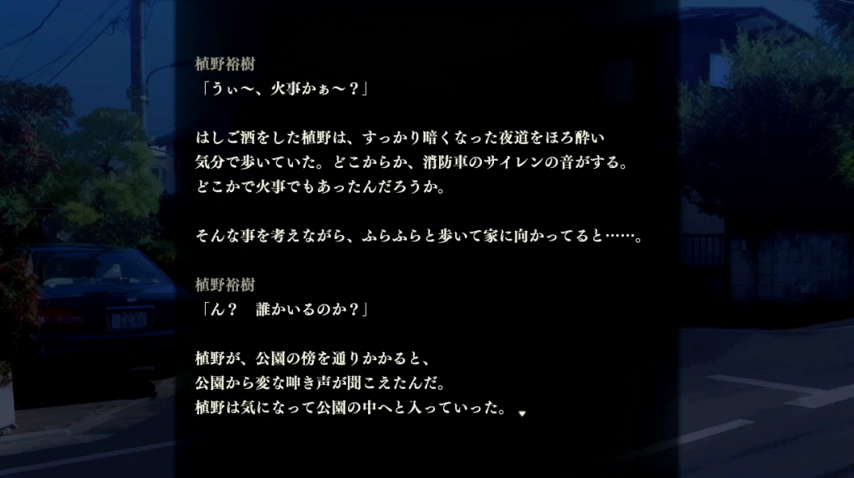 植野裕樹
「うぃ～、火事かぁ～？」
はしご酒をした植野は、すっかり暗くなった夜道をほろ酔い
気分で歩いていた。どこからか、消防車のサイレンの音がする。
どこかで火事でもあったんだろうか。
そんな事を考えながら、ふらふらと歩いて家に向かってると……。
植野裕樹
「ん？　誰かいるのか？」
植野が、公園の傍を通りかかると、
公園から変な呻き声が聞こえたんだ。
植野は気になって公園の中へと入っていった。